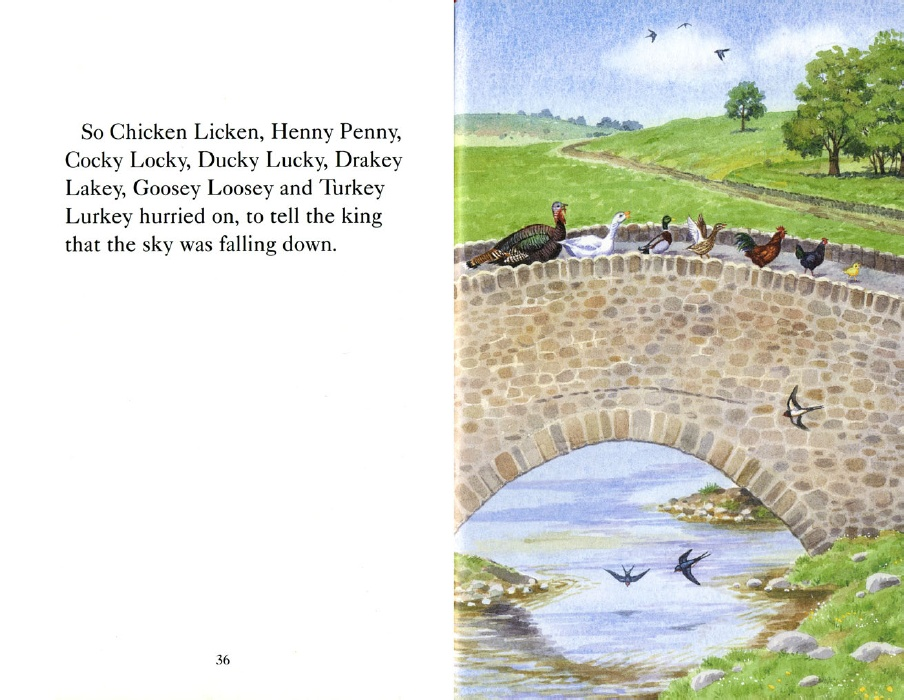 So Chicken Licken, Henny Penny,
Cocky Locky, Ducky Lucky, Drakey
Lakey, Goosey Loosey and Turkey
Lurkey hurried on, to tell the king
that the sky was falling down.
36